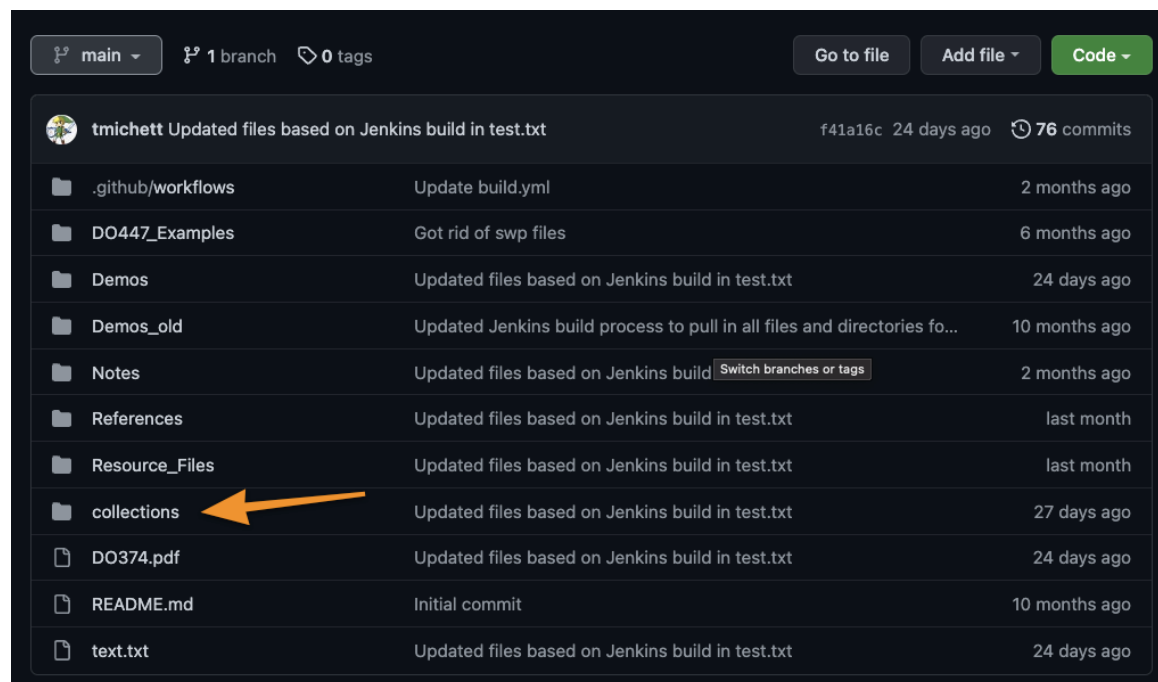 main 1 branch 0 tags Go to file Add file Code
tmichett Updated files based on Jenkins build in test.txt f41a16c 24 days ago 76 commits
.github/workflows Update build.yml 2 months ago
DO447_Examples Got rid of swp files 6 months ago
Demos Updated files based on Jenkins build in test.txt 24 days ago
Demos_old Updated Jenkins build process to pull in all files and directories fo... 10 months ago
Notes Updated files based on Jenkins build Switch branches or tags 2 months ago
References Updated files based on Jenkins build in test.txt last month
Resource_Files Updated files based on Jenkins build in test.txt last month
collections Updated files based on Jenkins build in test.txt 27 days ago
DO374.pdf Updated files based on Jenkins build in test.txt 24 days ago
README.md Initial commit 10 months ago
text.txt Updated files based on Jenkins build in test.txt 24 days ago